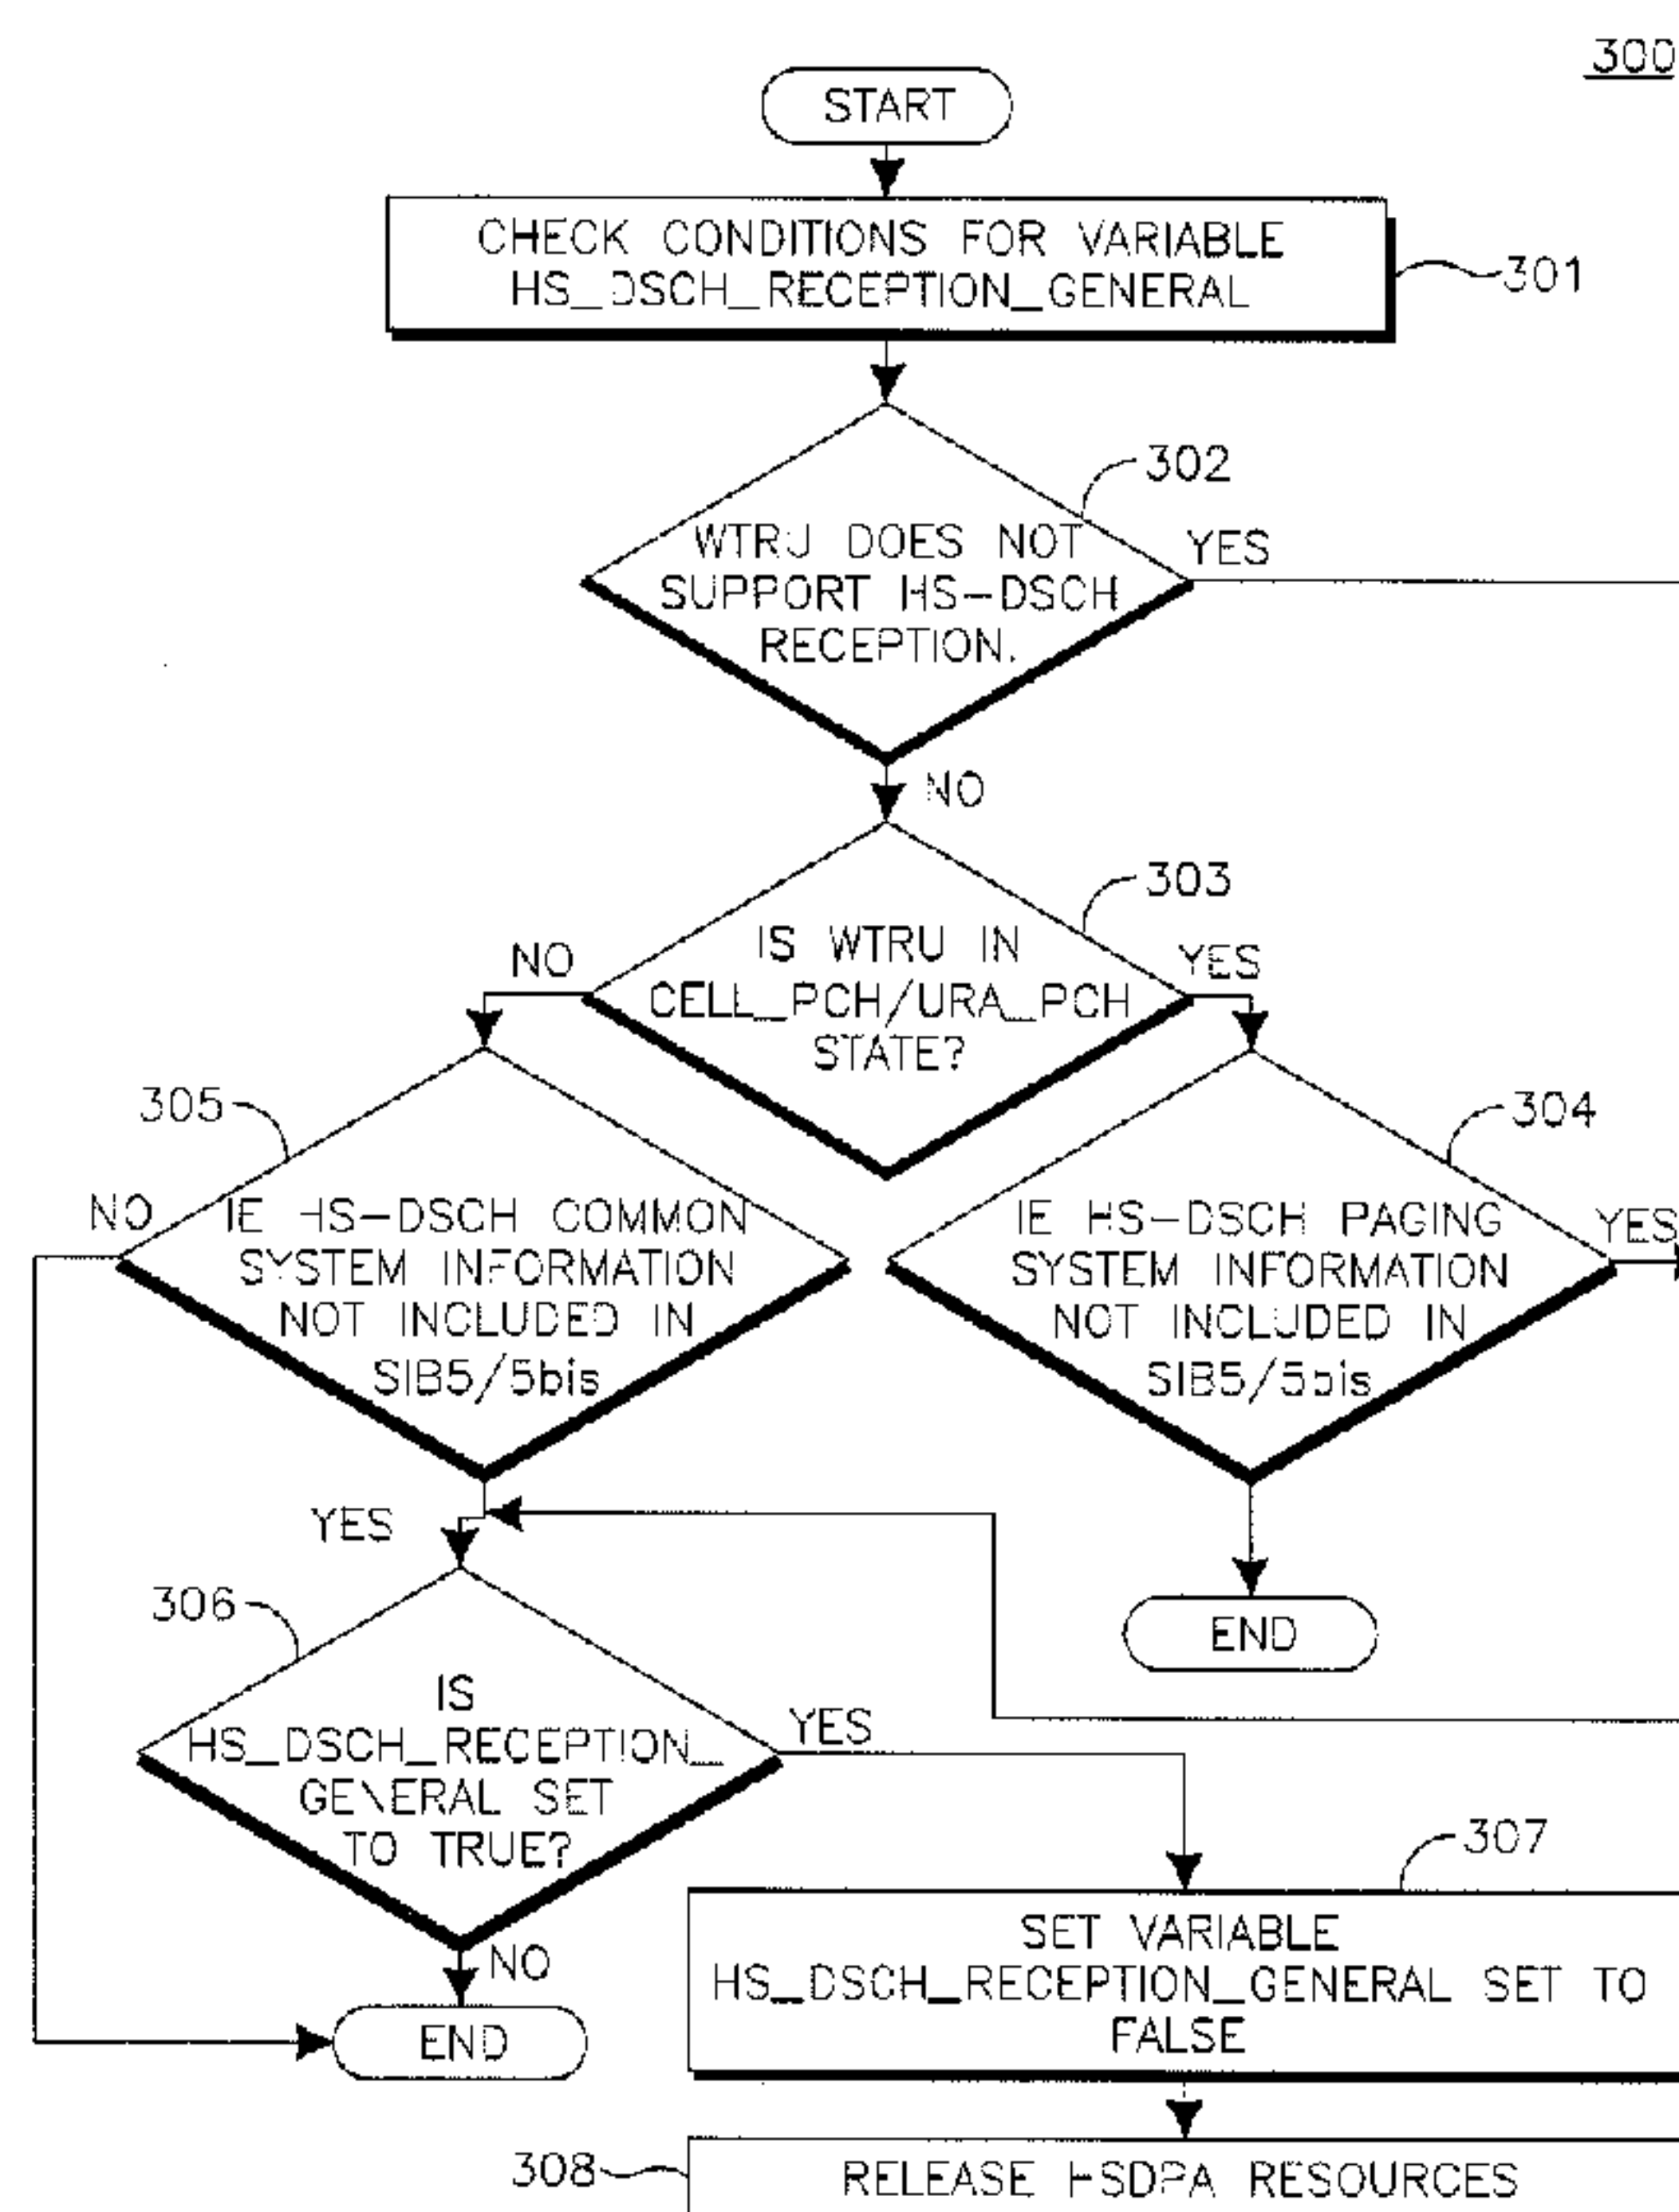 300
START
CHECK CONDITIONS FOR VARIABLE
HS_DSCH_RECEPTION_GENERAL
301
302
WTRU DOES NOT
SUPPORT HS-DSCH
RECEPTION.
YES
NO
303
IS WTRU IN
CELL_PCH/URA_PCH
STATE?
NO
YES
305
304
NO
IE HS-DSCH COMMON
SYSTEM INFORMATION
NOT INCLUDED IN
SIB5/5bis
IE HS-DSCH PAGING
SYSTEM INFORMATION
NOT INCLUDED IN
SIB5/5bis
YES
YES
306
END
IS
HS_DSCH_RECEPTION_
GENERAL SET
TO TRUE?
YES
307
NO
SET VARIABLE
HS_DSCH_RECEPTION_GENERAL SET TO
FALSE
END
308
RELEASE HSDPA RESOURCES